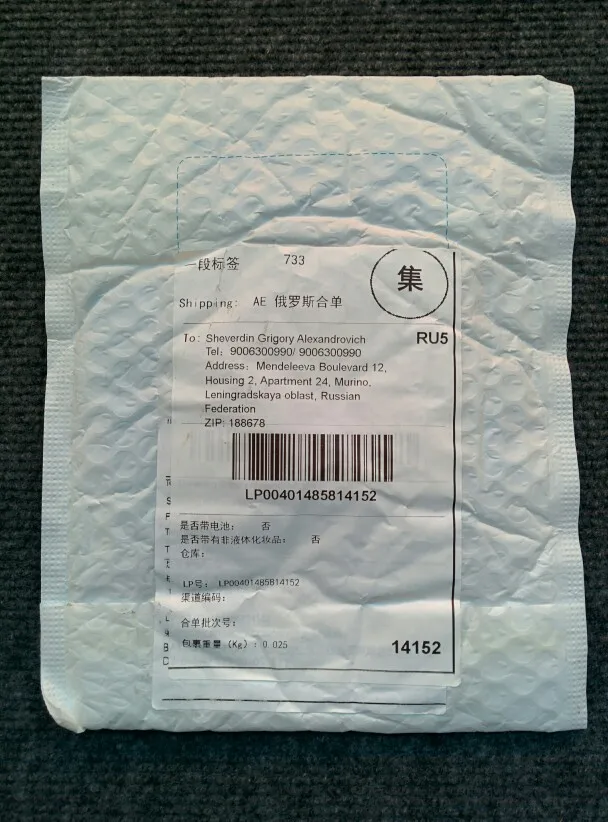 一段标签 733
集
Shipping: AE 俄罗斯合单
RU5
To: Sheverdin Grigory Alexandrovich
Tel: 9006300990/ 9006300990
Address: Mendeleeva Boulevard 12,
Housing 2, Apartment 24, Murino,
Leningradskaya oblast, Russian
Federation
ZIP: 188678
LP00401485814152
是否带电池: 否
是否带有非液体化妆品: 否
仓库:
LP号: LP00401485814152
渠道编码:
合单批次号:
包裹重量 (Kg): 0.025
14152